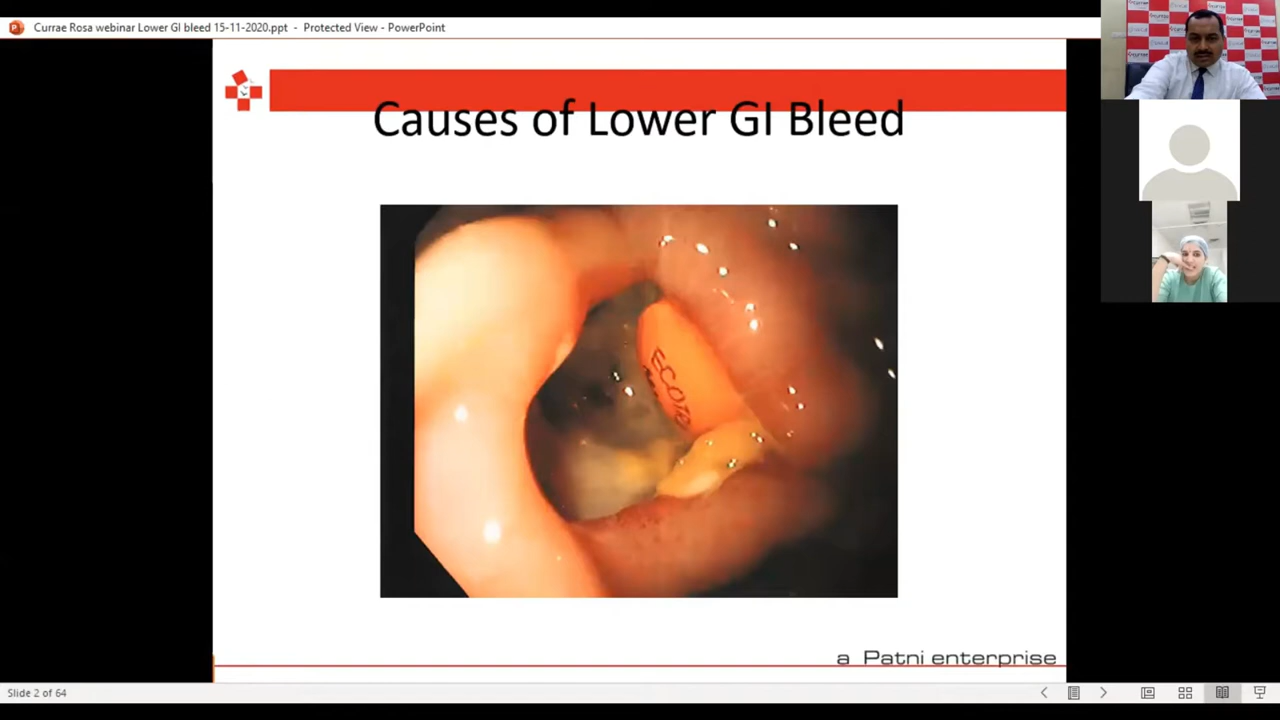 Currae Rosa webinar Lower GI bleed 15-11-2020.ppt - Protected View - PowerPoint
Causes of Lower GI Bleed
a Patni enterprise
Slide 2 of 64